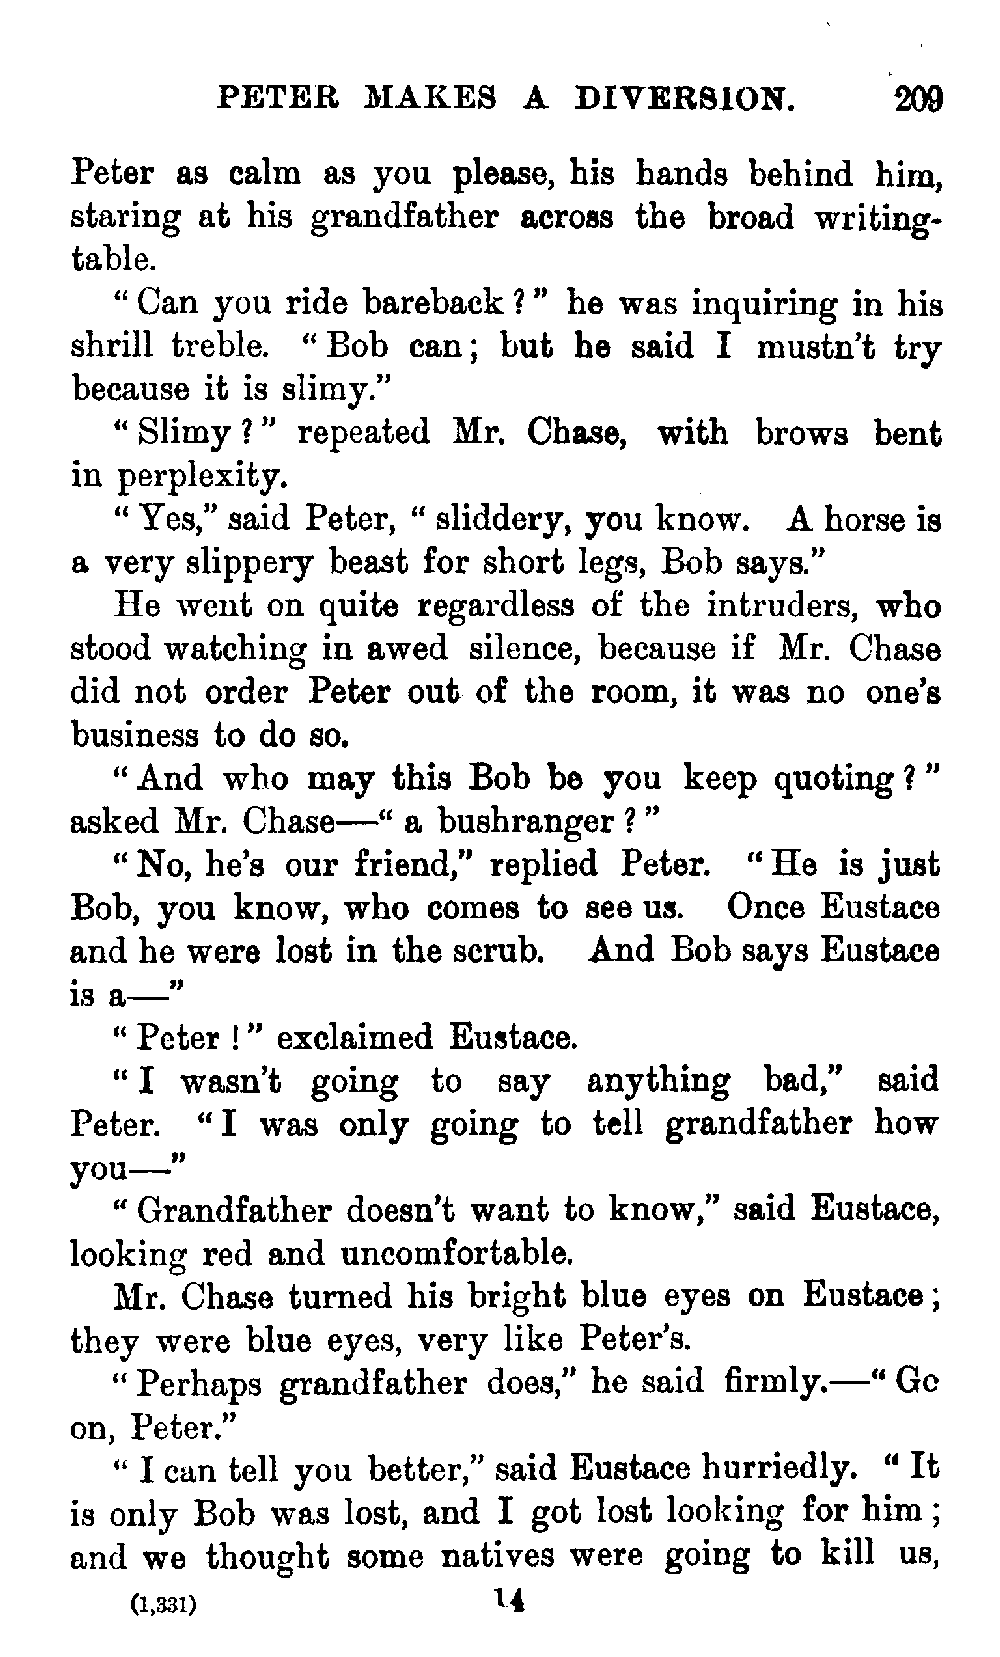 PETER MAKES A DIVERSION. 209
Peter as calm as you please, his hands behind him,
staring at his grandfather across the broad writing-
table.
“ Can you ride bareback ? ” he was inquiring in his
shrill treble. “ Bob can ; but he said I mustn’t try
because it is slimy.”
“ Slimy ? ” repeated Mr. Chase, with brows bent
in perplexity.
“ Yes,” said Peter, “ sliddery, you know. A horse is
a very slippery beast for short legs, Bob says.”
He went on quite regardless of the intruders, who
stood watching in awed silence, because if Mr. Chase
did not order Peter out of the room, it was no one’s
business to do so.
“ And who may this Bob be you keep quoting ? ”
asked Mr. Chase—“ a bushranger ? ”
“ No, he’s our friend,” replied Peter. “ He is just
Bob, you know, who comes to see us. Once Eustace
and he were lost in the scrub. And Bob says Eustace
is a—”
“ Peter ! ” exclaimed Eustace.
“ I wasn’t going to say anything bad,” said
Peter. “ I was only going to tell grandfather how
you—”
“ Grandfather doesn’t want to know,” said Eustace,
looking red and uncomfortable.
Mr. Chase turned his bright blue eyes on Eustace ;
they were blue eyes, very like Peter’s.
“ Perhaps grandfather does,” he said firmly.—“ Go
on, Peter.”
“ I can tell you better,” said Eustace hurriedly. “ It
is only Bob was lost, and I got lost looking for him ;
and we thought some natives were going to kill us,
(1,331) 14